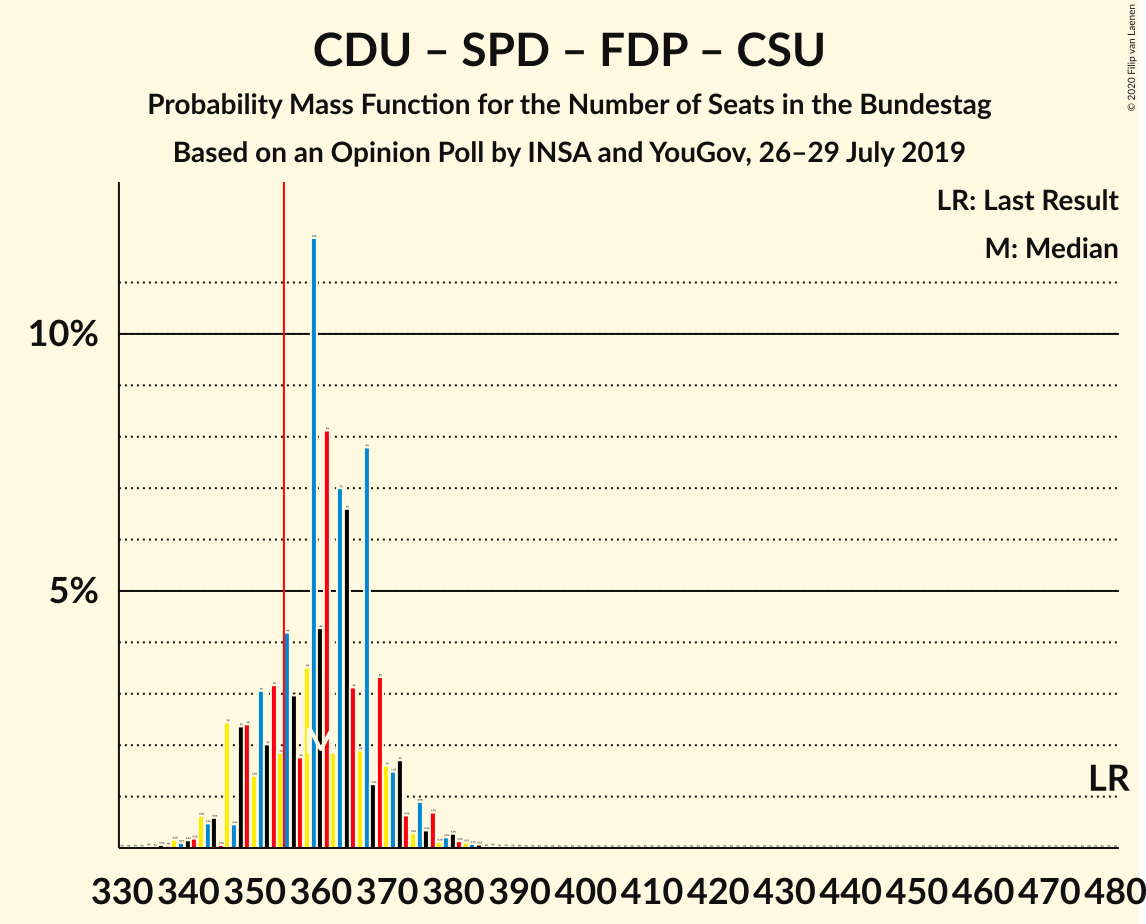 CDU – SPD – FDP – CSU
Probability Mass Function for the Number of Seats in the Bundestag
Based on an Opinion Poll by INSA and YouGov, 26–29 July 2019
© 2020 Filip van Laenen
LR: Last Result
M: Median
10%
5%
M
LR
330 340 350 360 370 380 390 400 410 420 430 440 450 460 470 480